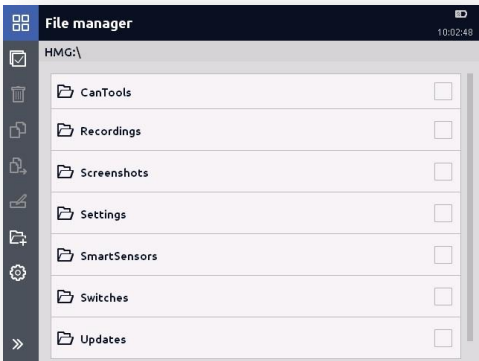 File manager
10:02:48
HMG:\
CanTools
Recordings
Screenshots
Settings
SmartSensors
Switches
Updates